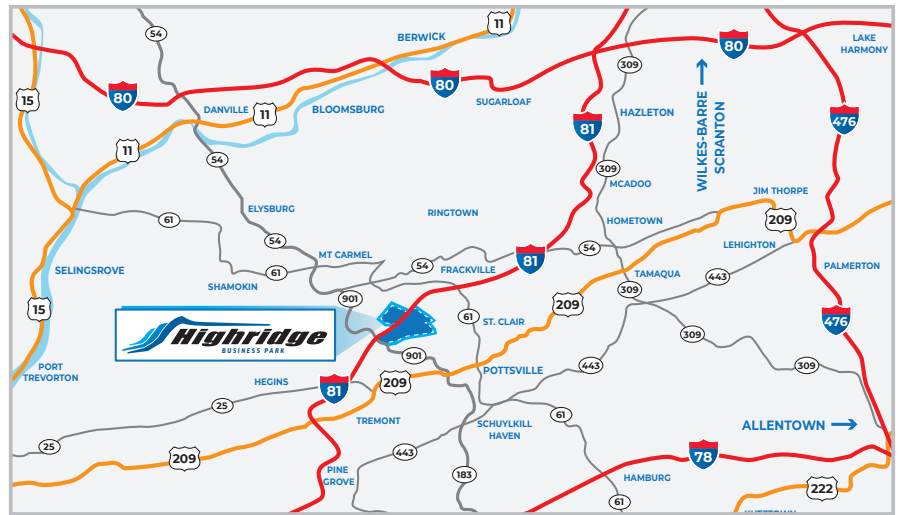 11
54
BERWICK
80
LAKE
HARMONY
309
15
80
80
SUGARLOAF
DANVILLE
11
BLOOMSBURG
HAZLETON
WILKES-BARRE
SCRANTON
476
81
11
54
309
MCADOO
JIM THORPE
209
61
ELYSBURG
RINGTOWN
HOMETOWN
54
54
LEHIGHTON
MT CARMEL
81
SELINGSROVE
61
54
FRACKVILLE
TAMAQUA
443
PALMERTON
SHAMOKIN
309
901
15
209
61
ST. CLAIR
476
Highridge
BUSINESS PARK
309
901
PORT
TREVORTON
443
309
HEGINS
81
209
POTTSVILLE
25
TREMONT
61
SCHUYLKILL
HAVEN
ALLENTOWN
25
209
443
78
PINE
GROVE
183
HAMBURG
222
61